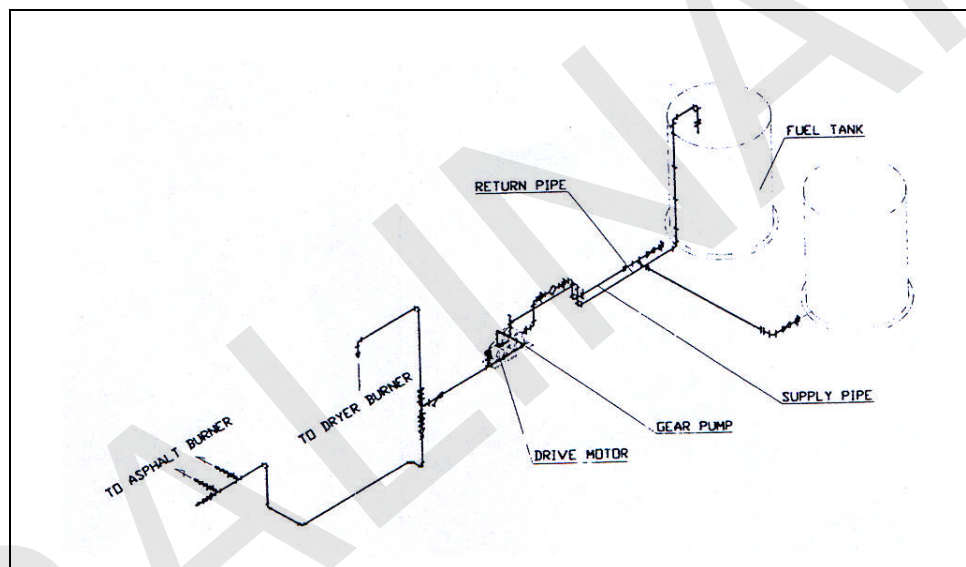 FUEL TANK
RETURN PIPE
SUPPLY PIPE
GEAR PUMP
DRIVE MOTOR
TO DRYER BURNER
TO ASPHALT BURNER